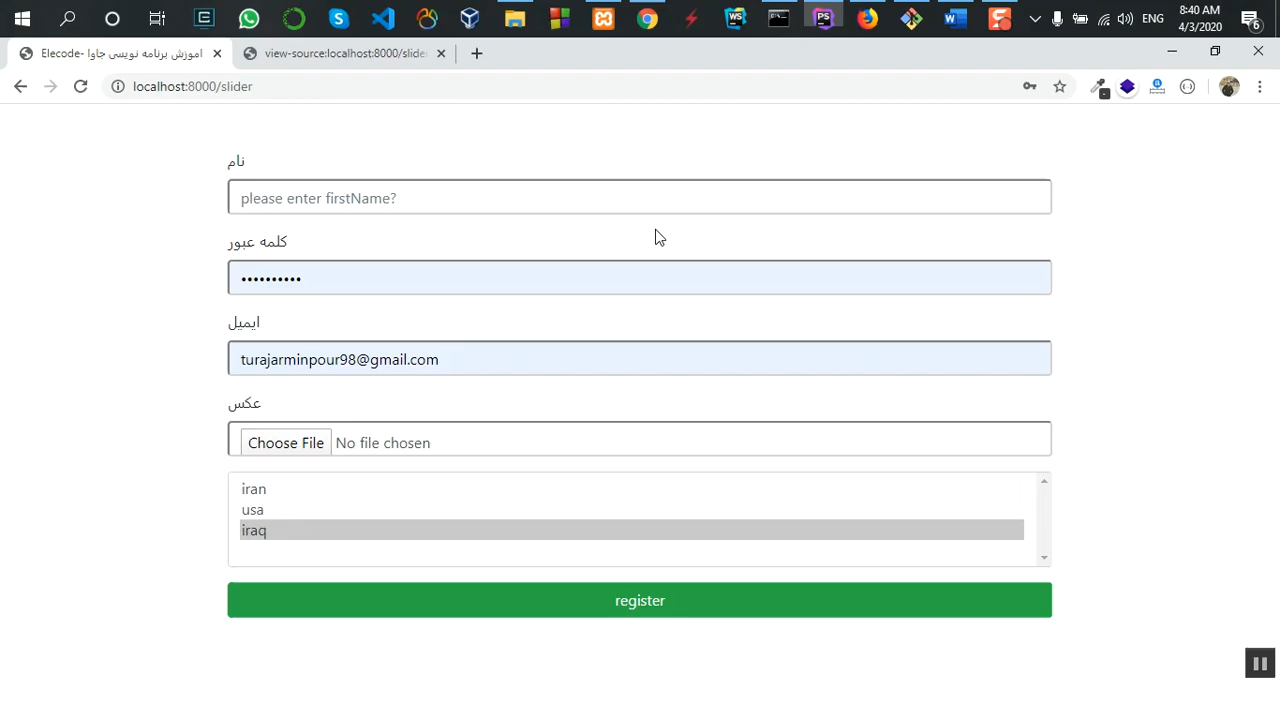 8:40 AM
ENG
4/3/2020
6
Elecode- اموزش برنامه نویسی جاوا
view-source:localhost:8000/slide
localhost:8000/slider
نام
please enter firstName?
کلمه عبور
••••••••••
ایمیل
turajarminpour98@gmail.com
عکس
Choose File No file chosen
iran
usa
iraq
register